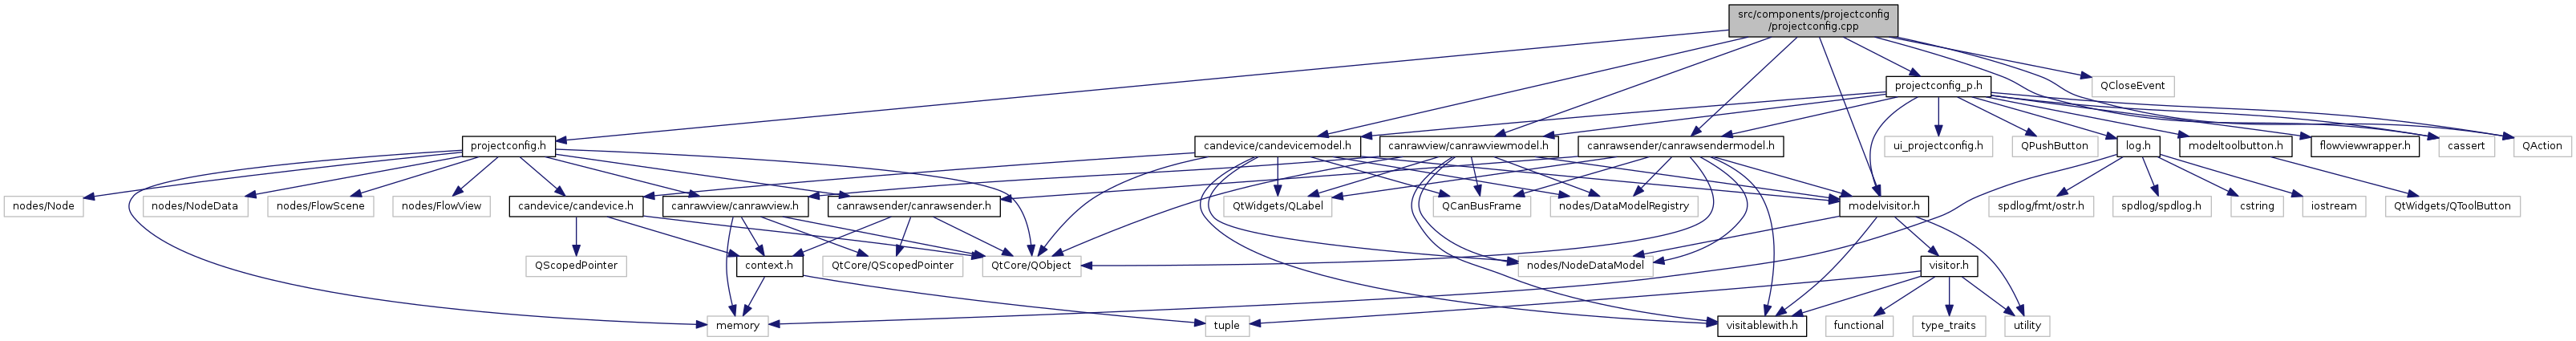 src/components/projectconfig
/projectconfig.cpp
projectconfig_p.h
QCloseEvent
projectconfig.h
candevice/candevicemodel.h
canrawview/canrawviewmodel.h
canrawsender/canrawsendermodel.h
ui_projectconfig.h
QPushButton
log.h
modeltoolbutton.h
flowviewwrapper.h
cassert
QAction
nodes/Node
nodes/NodeData
nodes/FlowScene
nodes/FlowView
candevice/candevice.h
canrawview/canrawview.h
canrawsender/canrawsender.h
QtWidgets/QLabel
QCanBusFrame
nodes/DataModelRegistry
modelvisitor.h
spdlog/fmt/ostr.h
spdlog/spdlog.h
cstring
iostream
QtWidgets/QToolButton
QScopedPointer
context.h
QtCore/QScopedPointer
QtCore/QObject
nodes/NodeDataModel
visitor.h
memory
tuple
visitablewith.h
functional
type_traits
utility